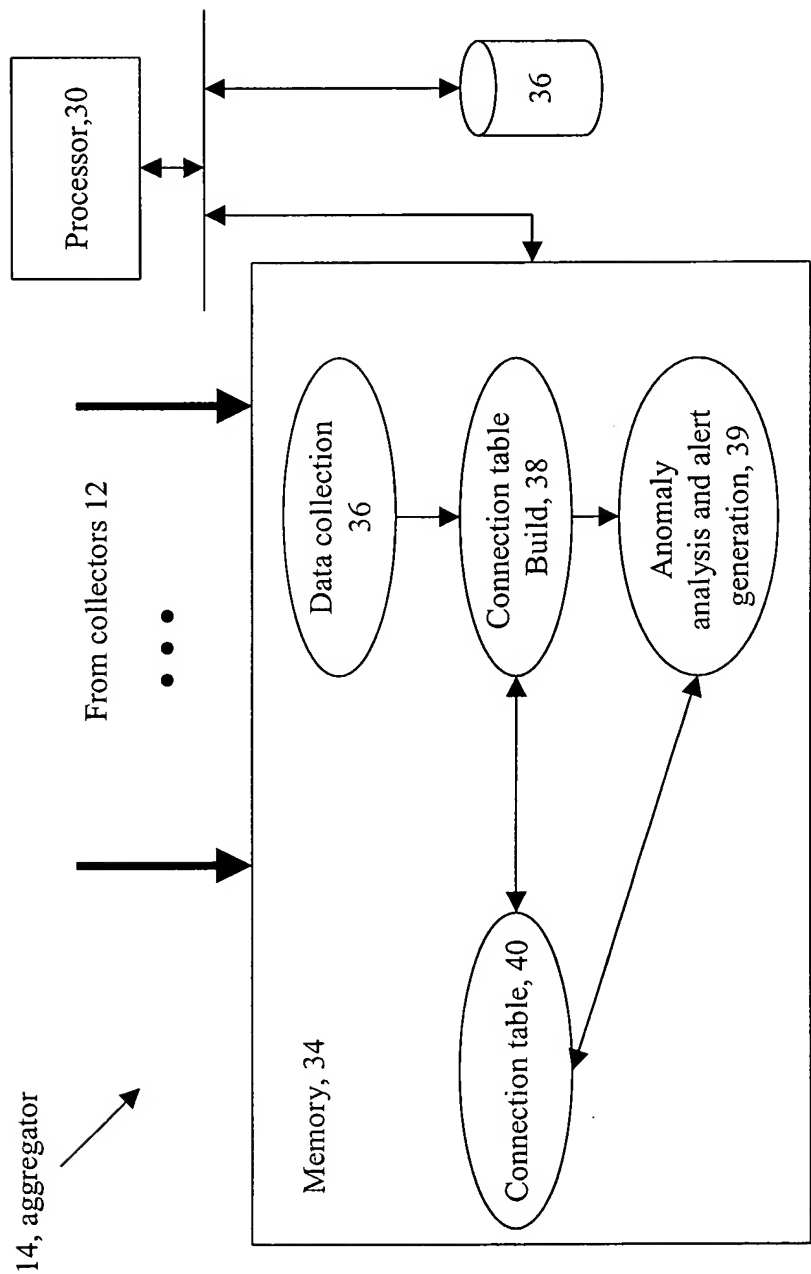 14, aggregator
From collectors 12
Processor,30
36
Memory, 34
Data collection
36
Connection table, 40
Connection table
Build, 38
Anomaly
analysis and alert
generation, 39